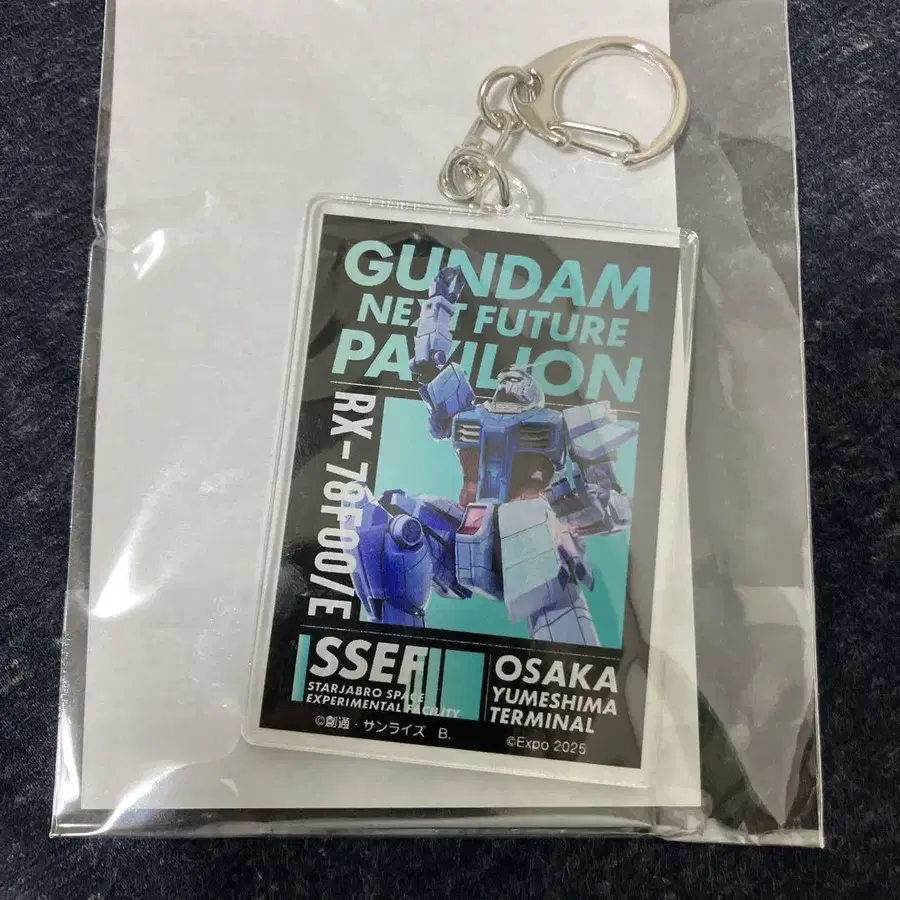 GUNDAM
NEXT FUTURE
PAVILION
RX-78F00/E
SSEF
STARJABRO SPACE
EXPERIMENTAL FACILITY
OSAKA
YUMESHIMA
TERMINAL
©創通・サンライズ B.
©Expo 2025